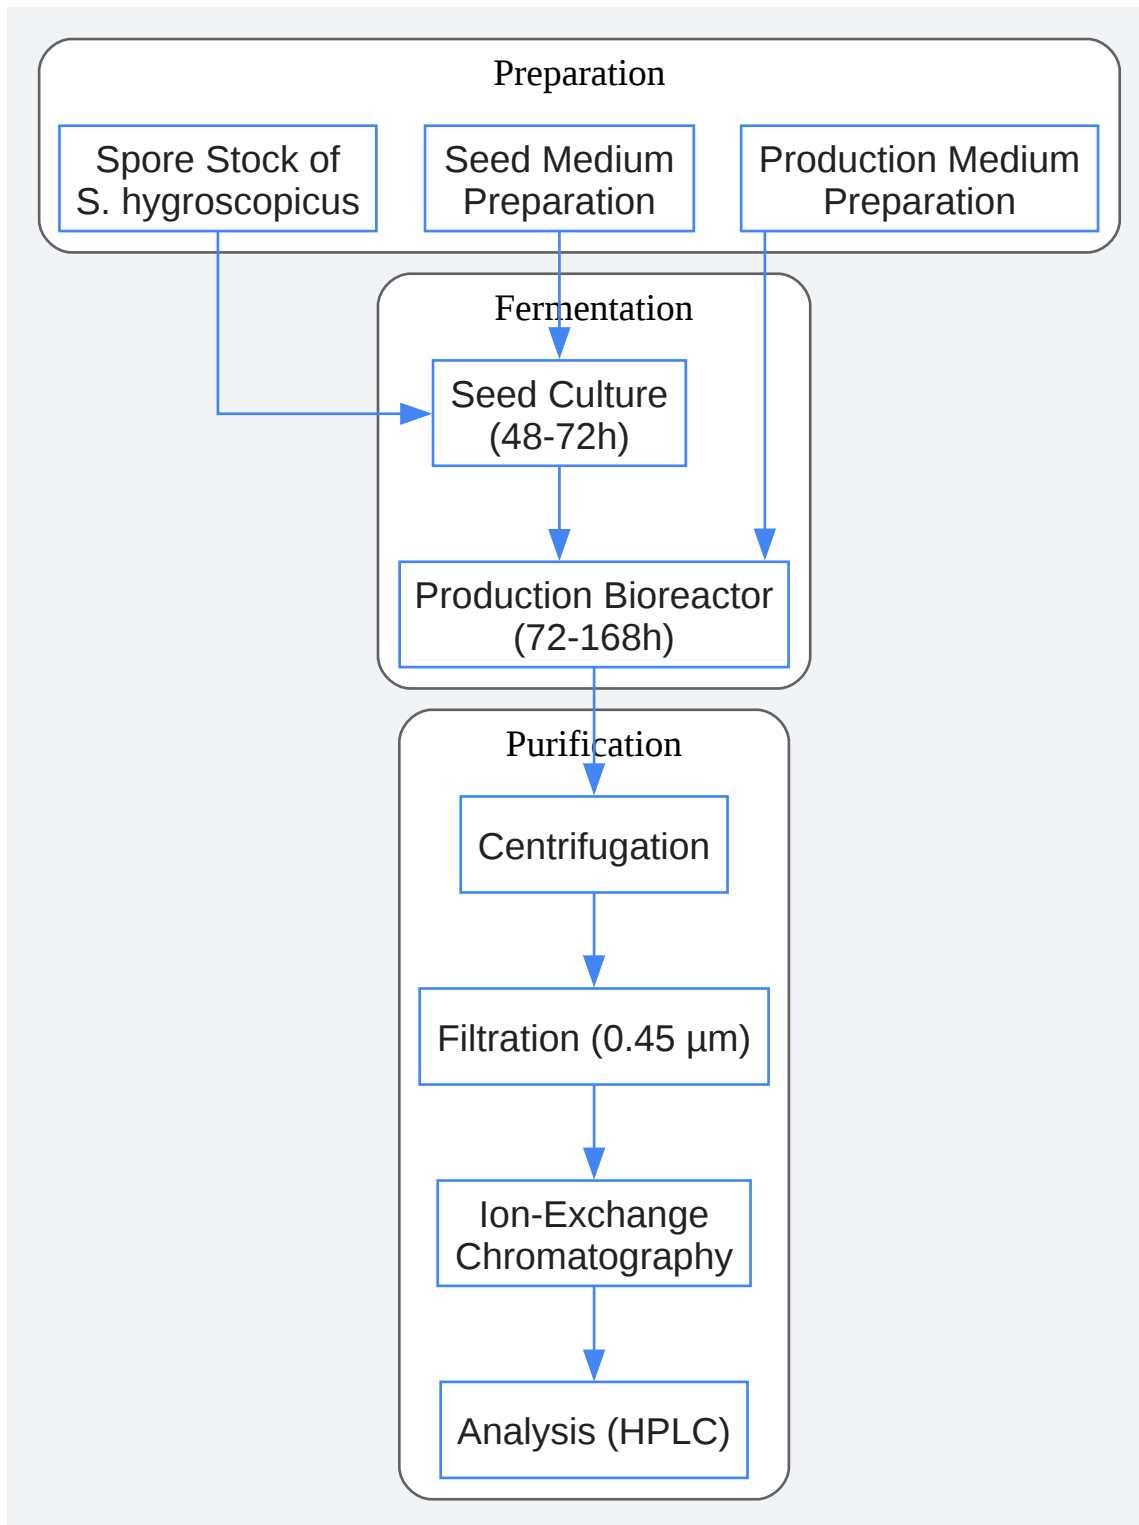 Preparation
Spore Stock of
S. hygroscopicus
Seed Medium
Preparation
Production Medium
Preparation
Fermentation
Seed Culture
(48-72h)
Production Bioreactor
(72-168h)
Purification
Centrifugation
Filtration (0.45 µm)
Ion-Exchange
Chromatography
Analysis (HPLC)